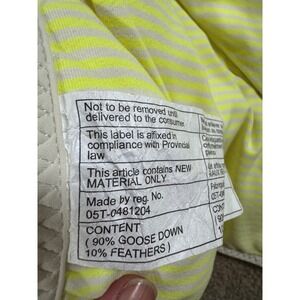 Not to be removed until
delivered to the consumer
This label is affixed in
compliance with Provincial
law
This article contains NEW
MATERIAL ONLY
Made by reg. No.
05T-0481204
CONTENT
( 90% GOOSE DOWN
10% FEATHERS )